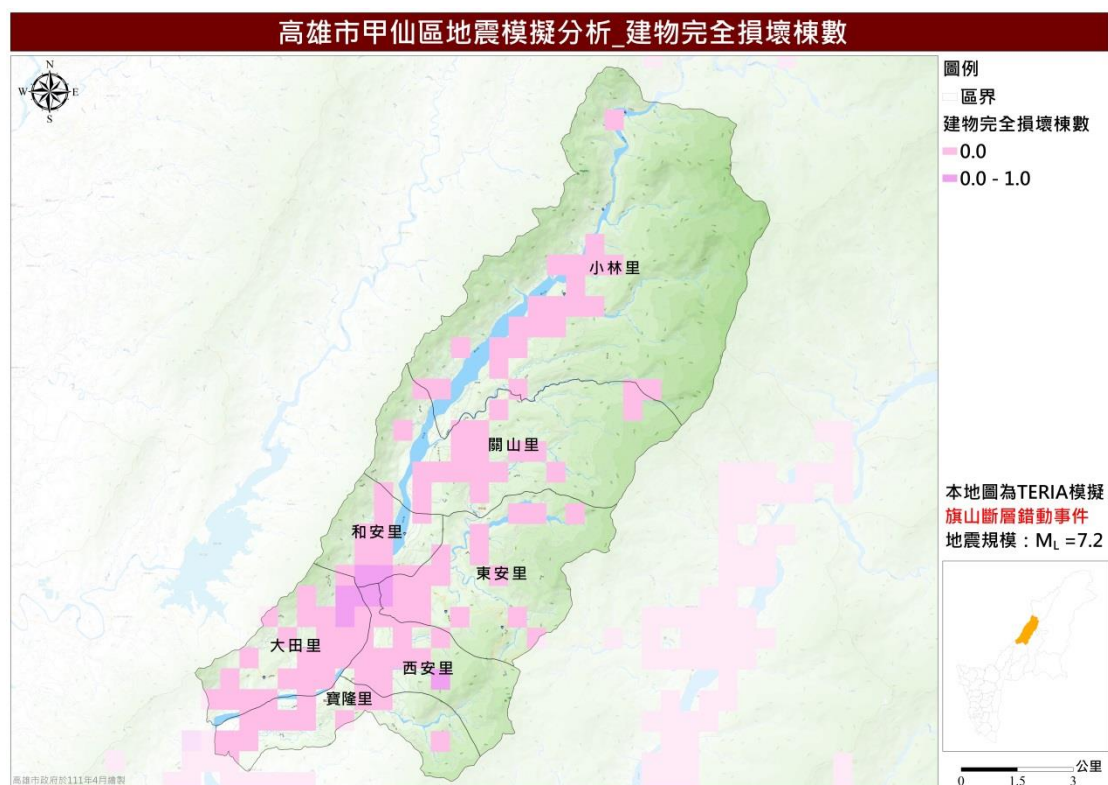 高雄市甲仙區地震模擬分析_建物完全損壞棟數
N
W E
S
圖例
區界
建物完全損壞棟數
0.0
0.0 - 1.0
小林里
關山里
和安里
東安里
大田里
西安里
寶隆里
本地圖為TERIA模擬
旗山斷層錯動事件
地震規模：ML =7.2
公里
0 1.5 3
高雄市政府於111年4月繪製